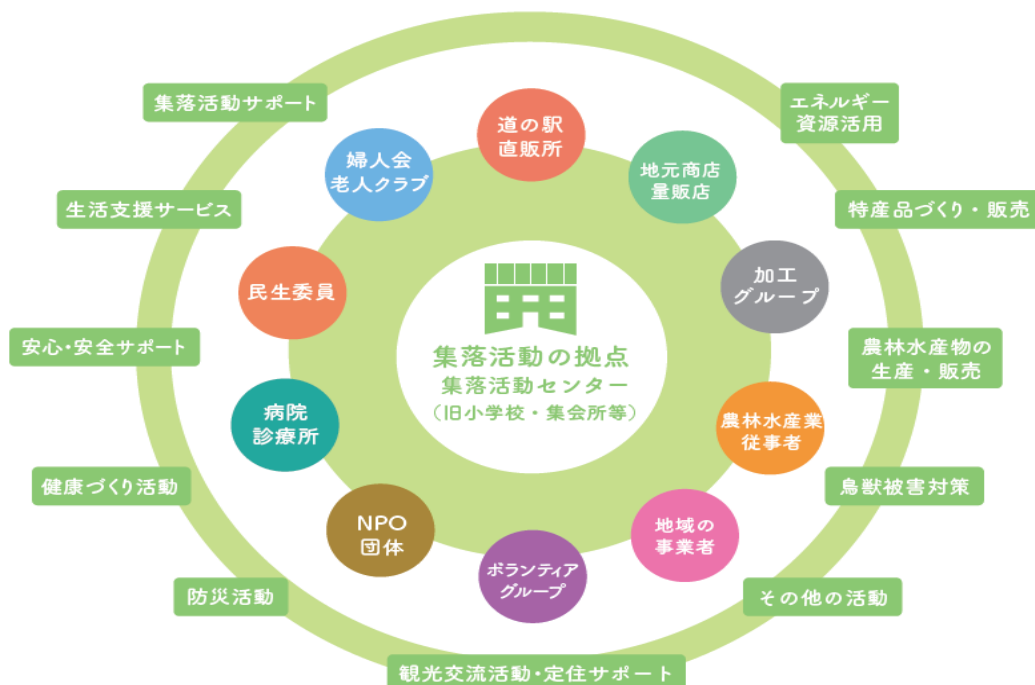 集落活動サポート
エネルギー
資源活用
道の駅
直販所
婦人会
老人クラブ
地元商店
量販店
生活支援サービス
特産品づくり・販売
民生委員
加工
グループ
集落活動の拠点
集落活動センター
（旧小学校・集会所等）
安心・安全サポート
農林水産物の
生産・販売
病院
診療所
農林水産業
従事者
健康づくり活動
鳥獣被害対策
NPO
団体
地域の
事業者
ボランティア
グループ
防災活動
その他の活動
観光交流活動・定住サポート